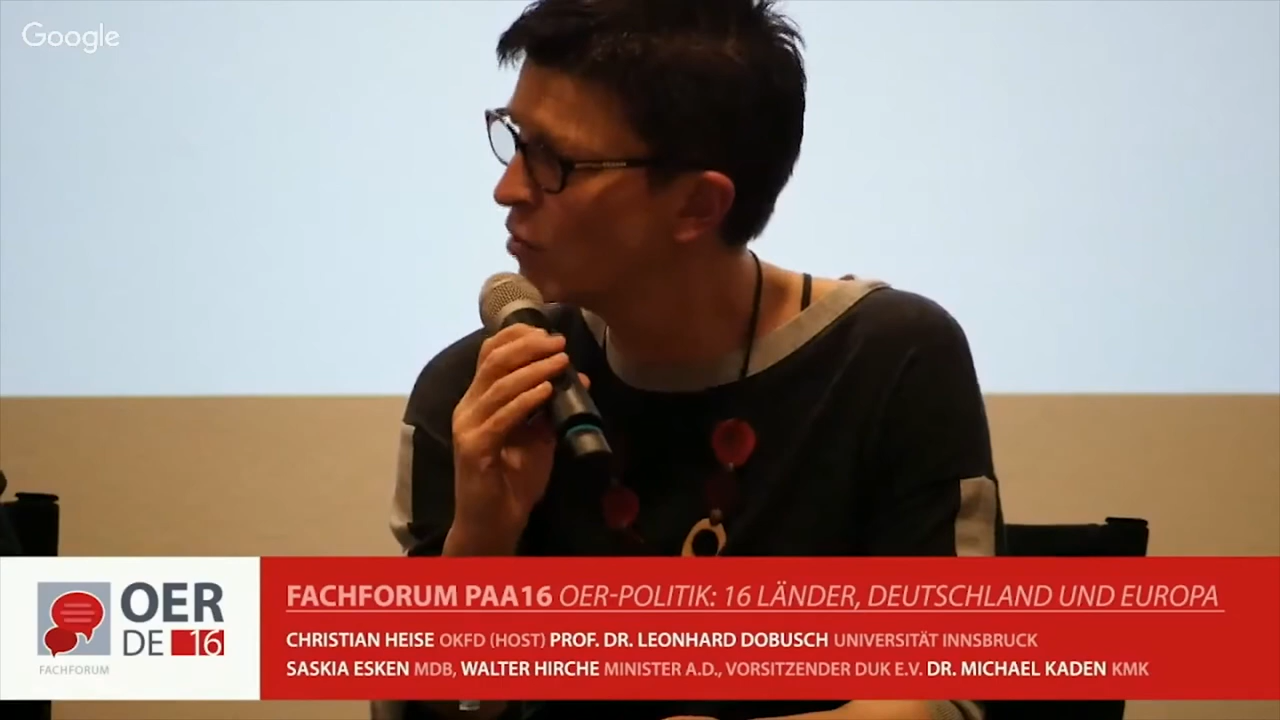 Google
OER
DE 16
FACHFORUM
FACHFORUM PAA16 OER-POLITIK: 16 LÄNDER, DEUTSCHLAND UND EUROPA
CHRISTIAN HEISE OKFD (HOST) PROF. DR. LEONHARD DOBUSCH UNIVERSITÄT INNSBRUCK
SASKIA ESKEN MDB, WALTER HIRCHE MINISTER A.D., VORSITZENDER DUK E.V. DR. MICHAEL KADEN KMK